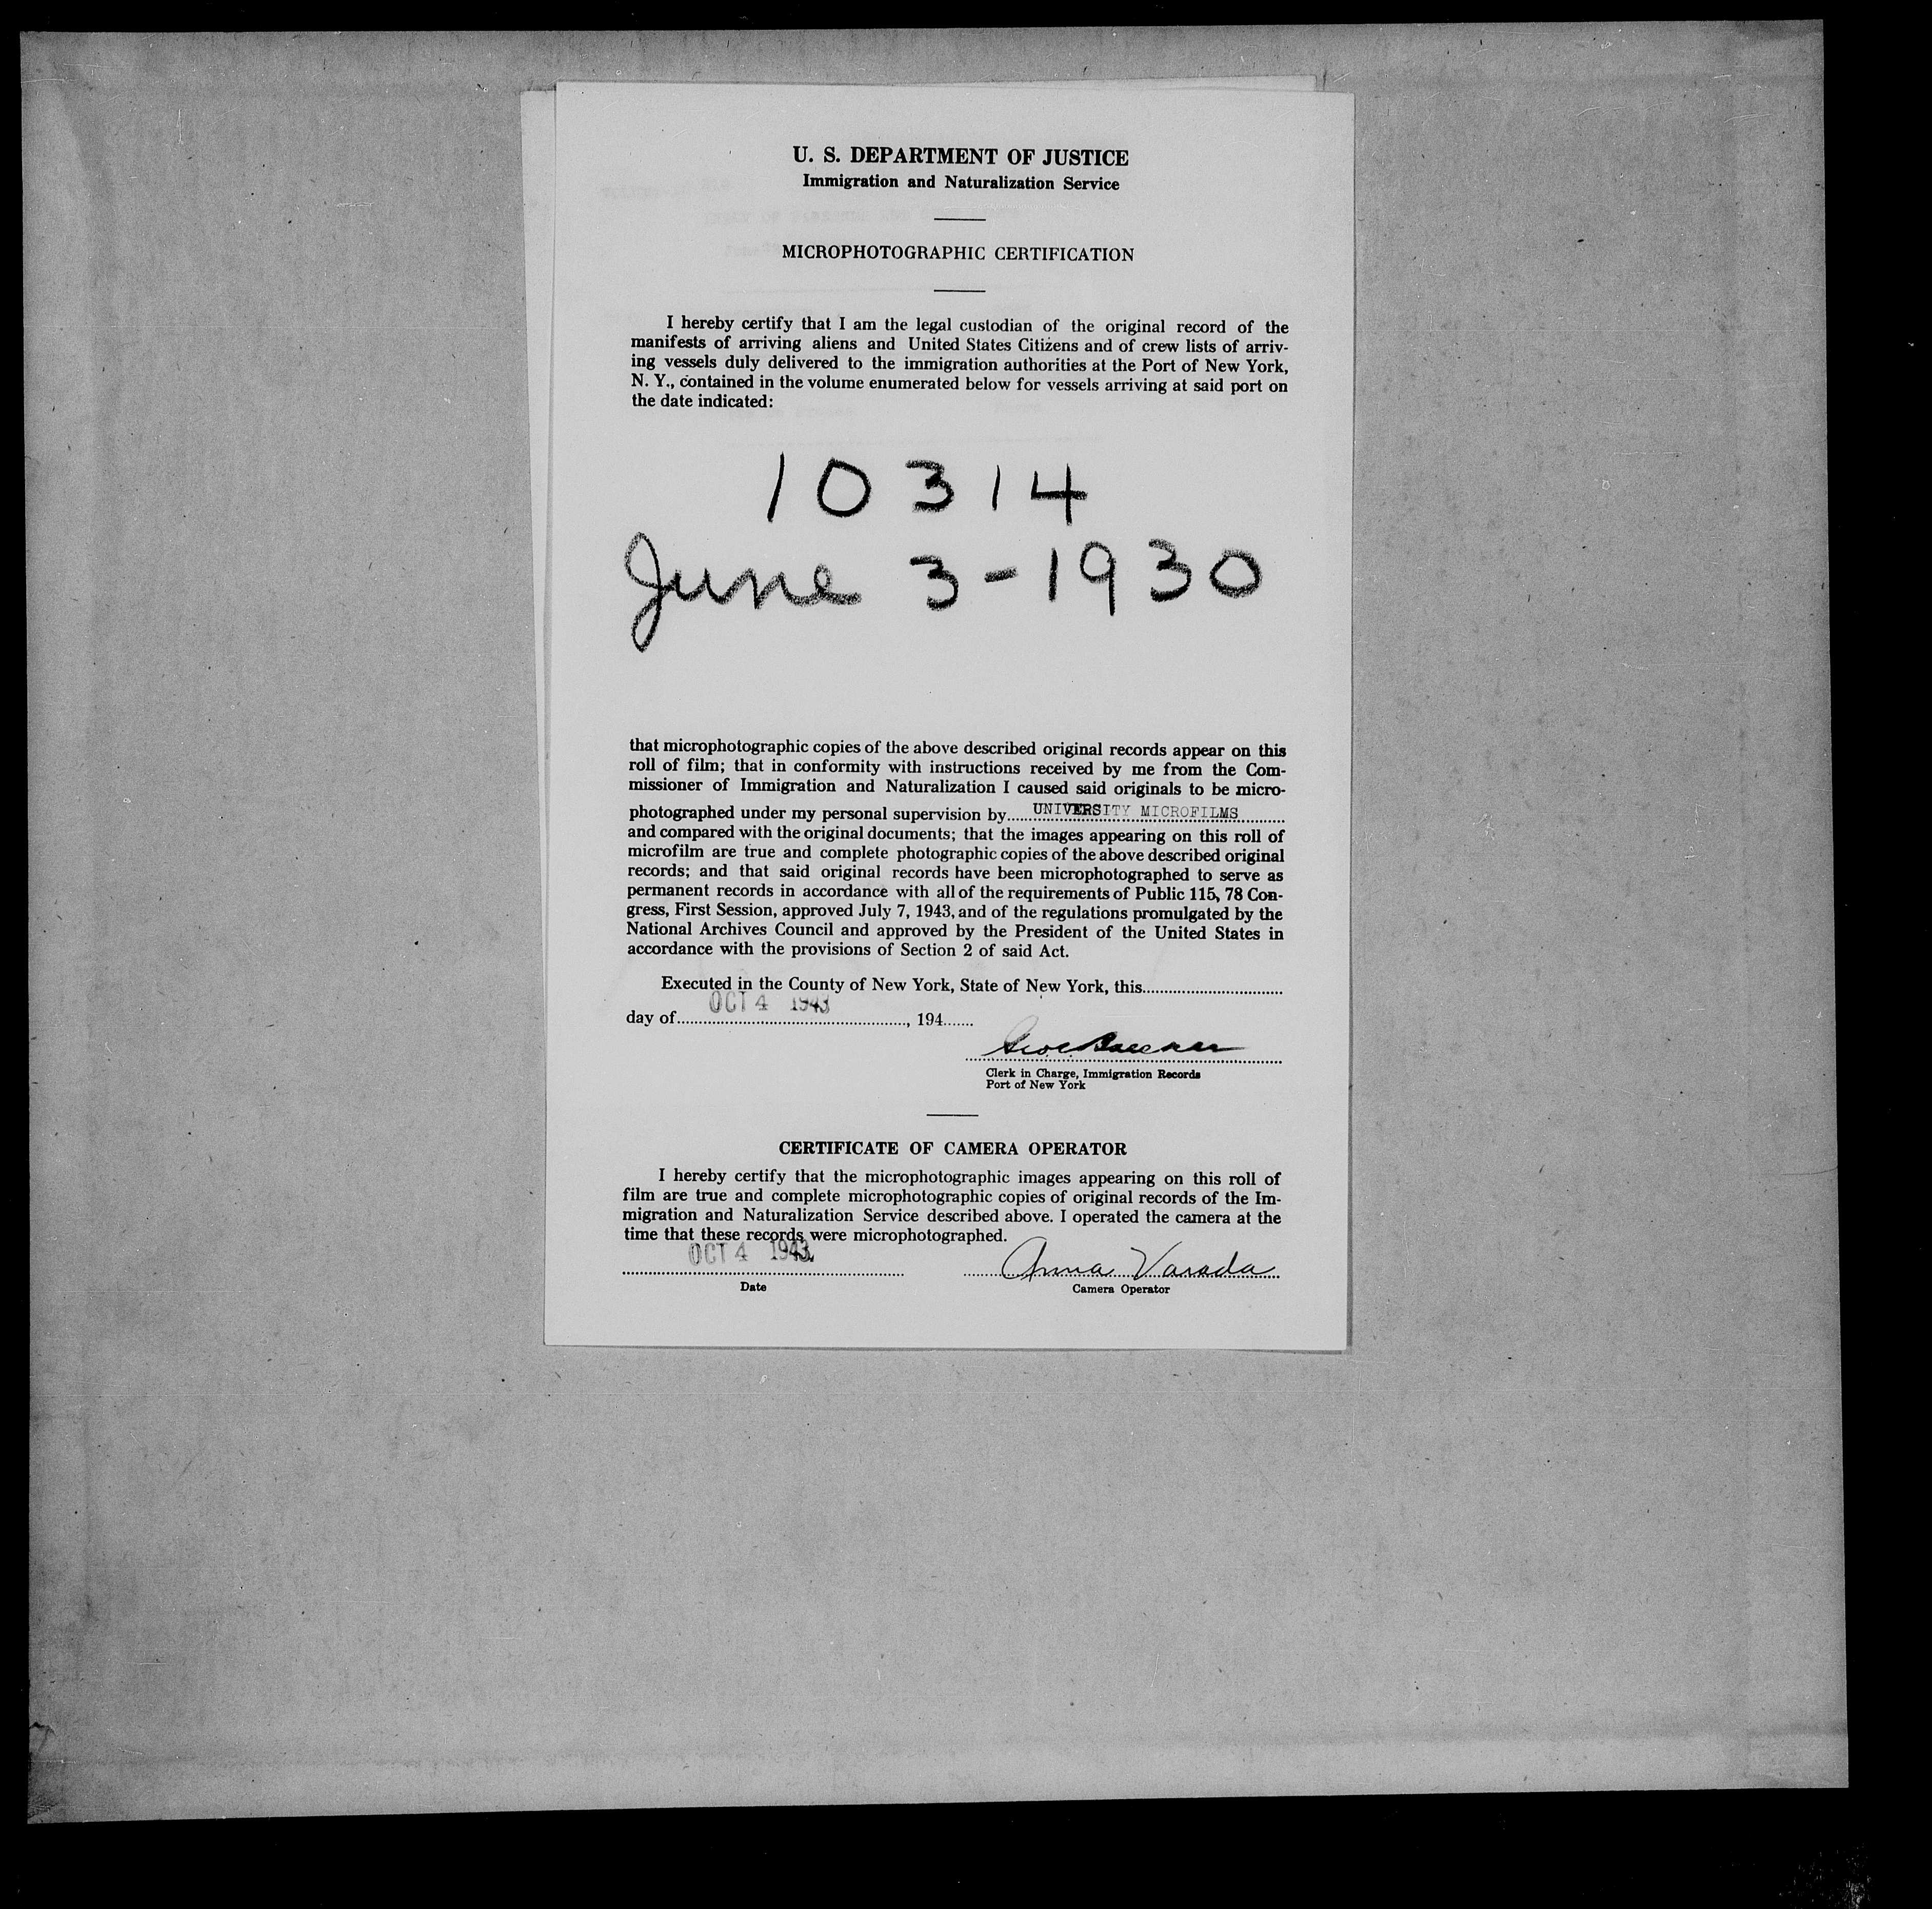 U. S. DEPARTMENT OF JUSTICE
Immigration and Naturalization Service
MICROPHOTOGRAPHIC CERTIFICATION
I hereby certify that I am the legal custodian of the original record of the
manifests of arriving aliens and United States Citizens and of crew lists of arriv-
ing vessels duly delivered to the immigration authorities at the Port of New York,
N. Y., contained in the volume enumerated below for vessels arriving at said port on
the date indicated:
10314
June 3-1930
that microphotographic copies of the above described original records appear on this
roll of film; that in conformity with instructions received by me from the Com-
missioner of Immigration and Naturalization I caused said originals to be micro-
photographed under my personal supervision by UNIVERSITY MICROFILMS
and compared with the original documents; that the images appearing on this roll of
microfilm are true and complete photographic copies of the above described original
records; and that said original records have been microphotographed to serve as
permanent records in accordance with all of the requirements of Public 115, 78 Con-
gress, First Session, approved July 7, 1943, and of the regulations promulgated by the
National Archives Council and approved by the President of the United States in
accordance with the provisions of Section 2 of said Act.
Executed in the County of New York, State of New York, this
OCT 4 1943
day of , 194
Clerk in Charge, Immigration Records
Port of New York
CERTIFICATE OF CAMERA OPERATOR
I hereby certify that the microphotographic images appearing on this roll of
film are true and complete microphotographic copies of original records of the Im-
migration and Naturalization Service described above. I operated the camera at the
time that these records were microphotographed.
OCT 4 1943 Anna Varada
Date Camera Operator